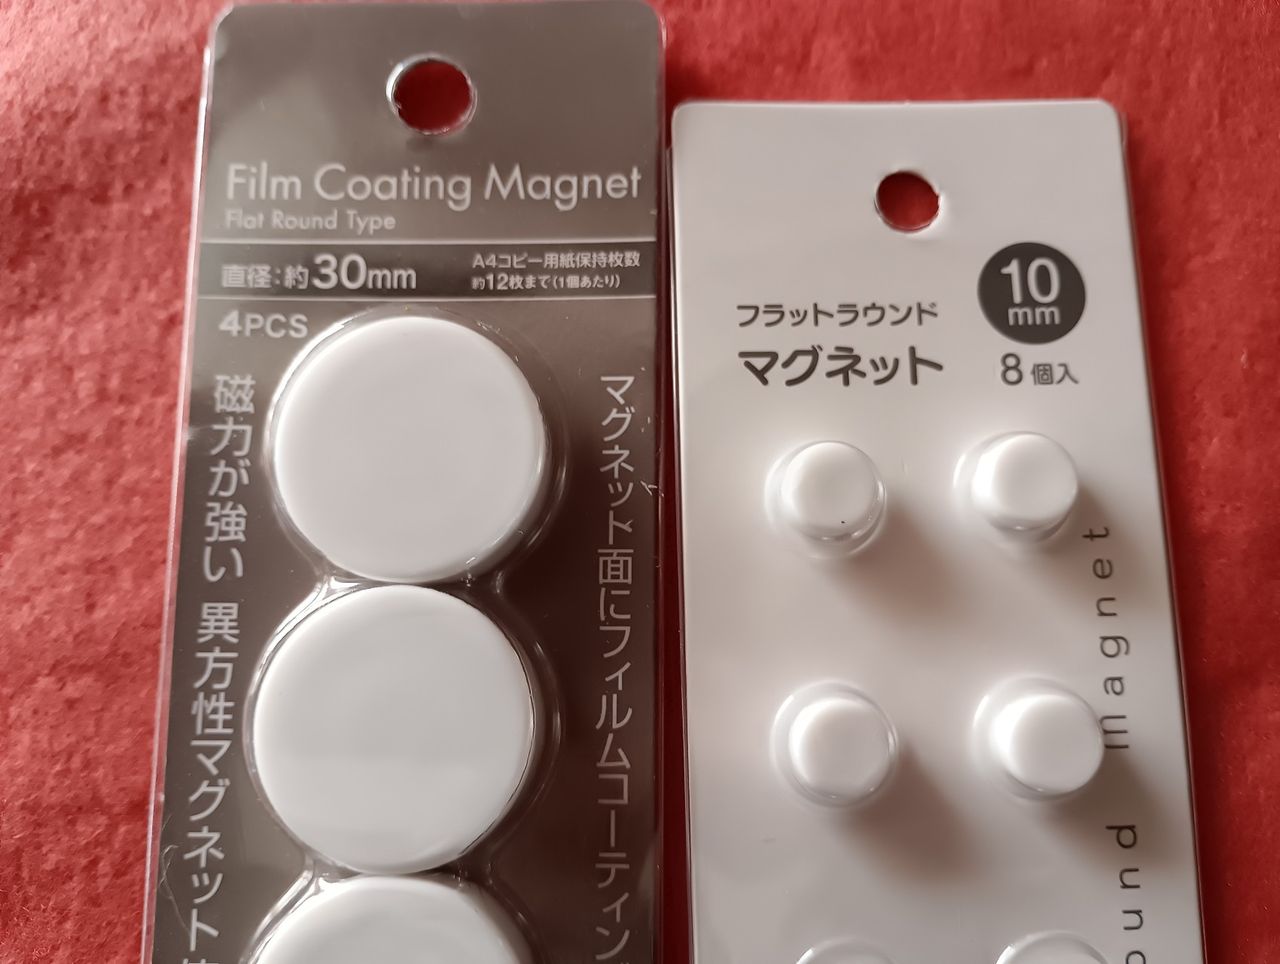 Film Coating Magnet
Flat Round Type
直径:約30mm
A4コピー用紙保持枚数
約12枚まで(1個あたり)
4PCS
磁力が強い 異方性マグネット
マグネット面にフィルムコーティン
10
mm
フラットラウンド
マグネット
8個入
ound magnet